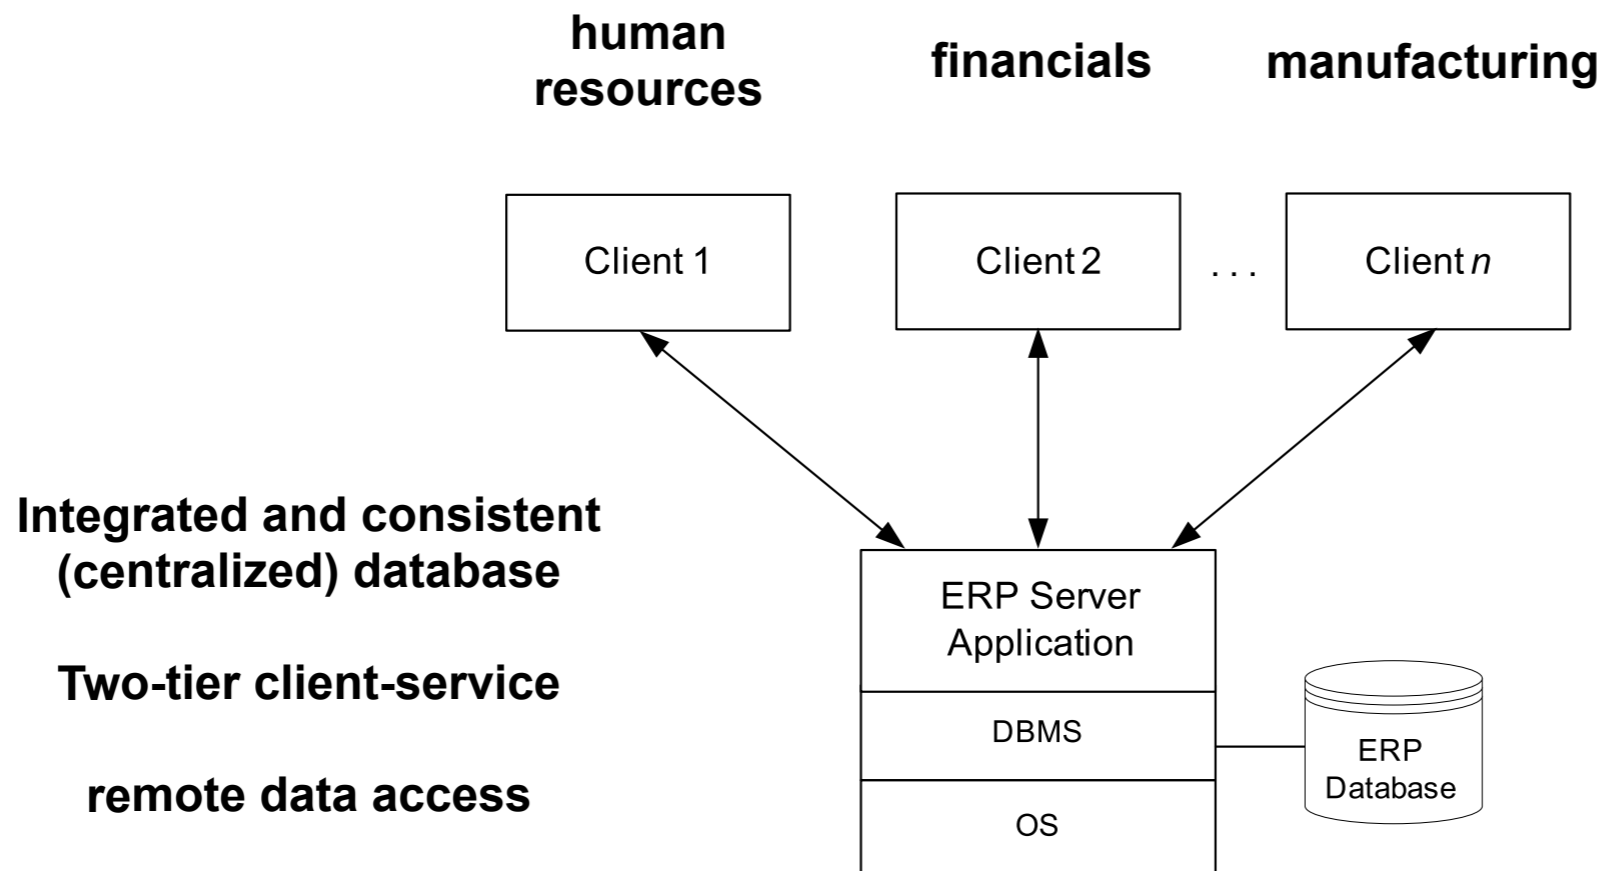 human
resources
financials
manufacturing
Client 1
Client 2
. . .
Client n
Integrated and consistent
(centralized) database
Two-tier client-service
remote data access
ERP Server
Application
DBMS
OS
ERP
Database